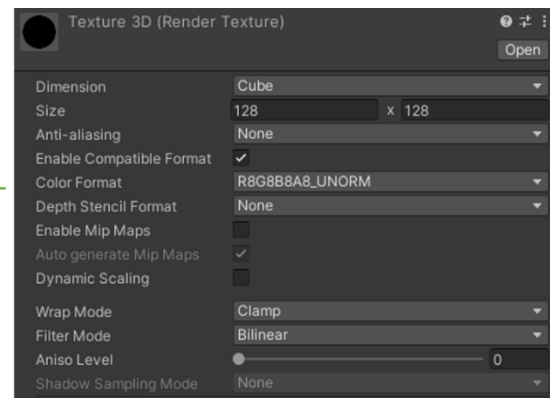 Texture 3D (Render Texture)
Open
Dimension Cube
Size 128 x 128
Anti-aliasing None
Enable Compatible Format
Color Format R8G8B8A8_UNORM
Depth Stencil Format None
Enable Mip Maps
Auto generate Mip Maps
Dynamic Scaling
Wrap Mode Clamp
Filter Mode Bilinear
Aniso Level 0
Shadow Sampling Mode None